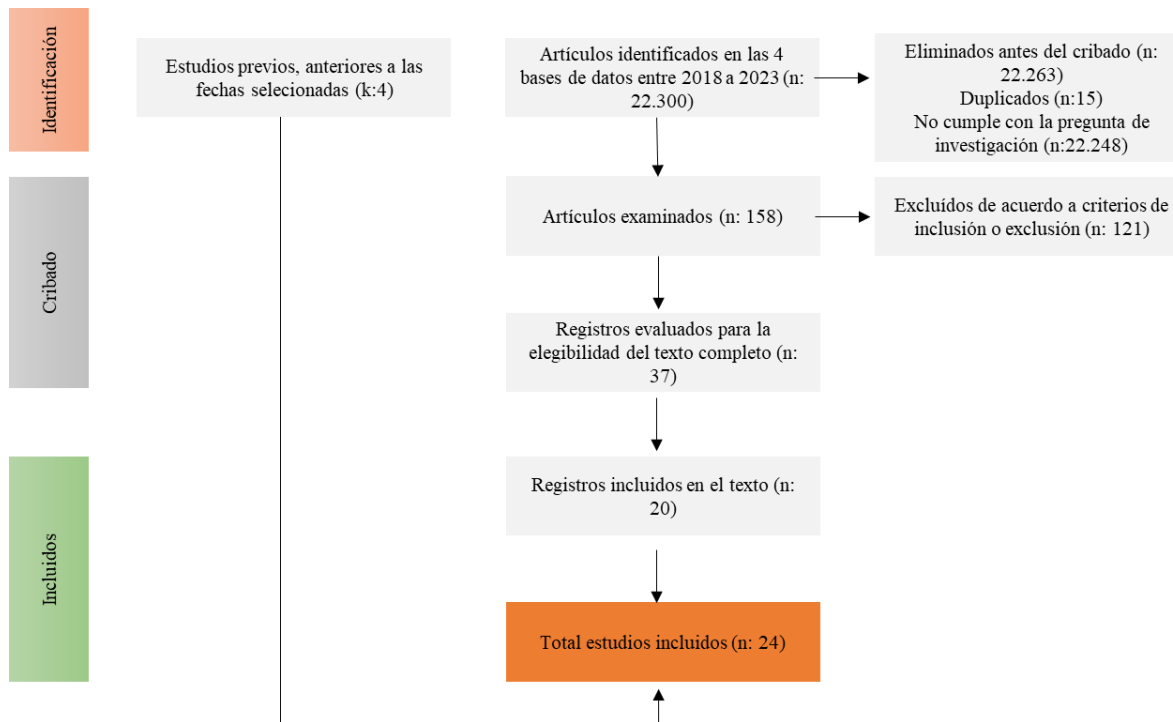 Identificación
Estudios previos, anteriores a las
fechas selecionadas (k:4)
Artículos identificados en las 4
bases de datos entre 2018 a 2023 (n:
22.300)
Eliminados antes del cribado (n:
22.263)
Duplicados (n:15)
No cumple con la pregunta de
investigación (n:22.248)
Cribado
Artículos examinados (n: 158)
Excluídos de acuerdo a criterios de
inclusión o exclusión (n: 121)
Registros evaluados para la
elegibilidad del texto completo (n:
37)
Incluidos
Registros incluidos en el texto (n:
20)
Total estudios incluidos (n: 24)